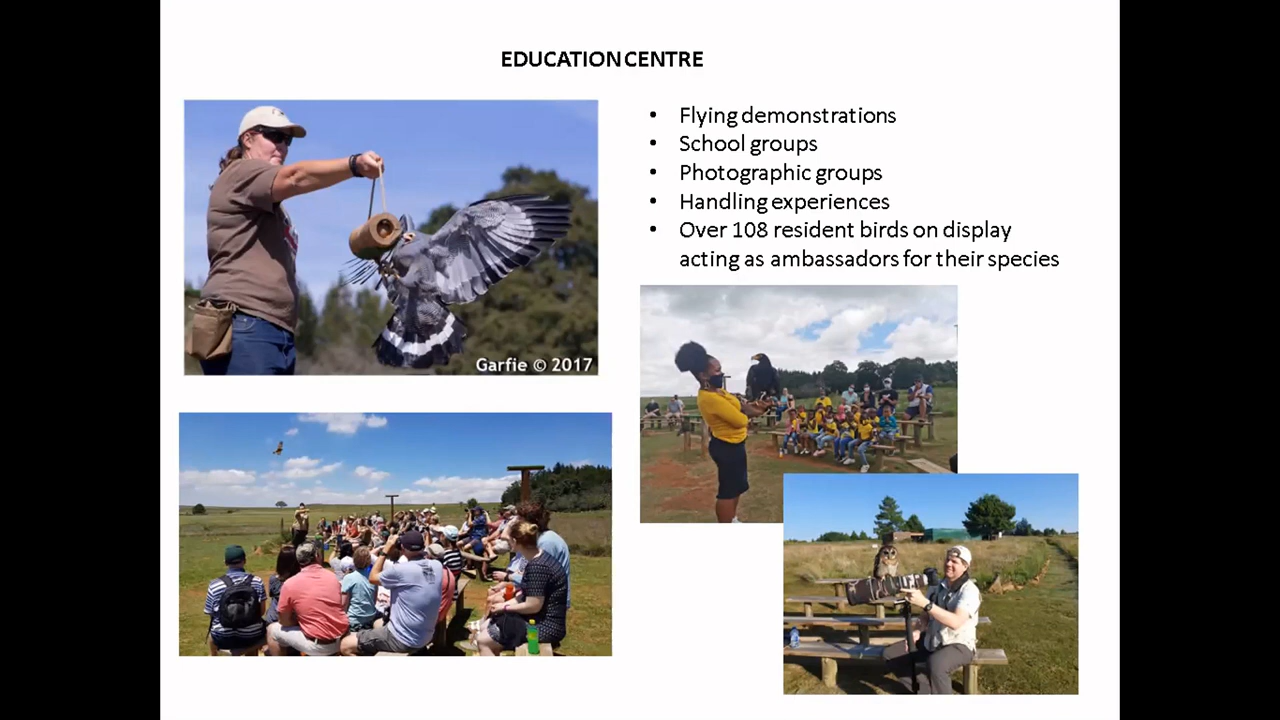 EDUCATION CENTRE
• Flying demonstrations
• School groups
• Photographic groups
• Handling experiences
• Over 108 resident birds on display
acting as ambassadors for their species
Garfie © 2017